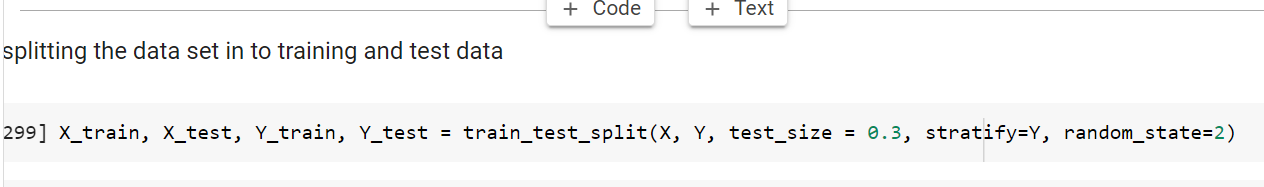 + Code + Text
splitting the data set in to training and test data
299] X_train, X_test, Y_train, Y_test = train_test_split(X, Y, test_size = 0.3, stratify=Y, random_state=2)